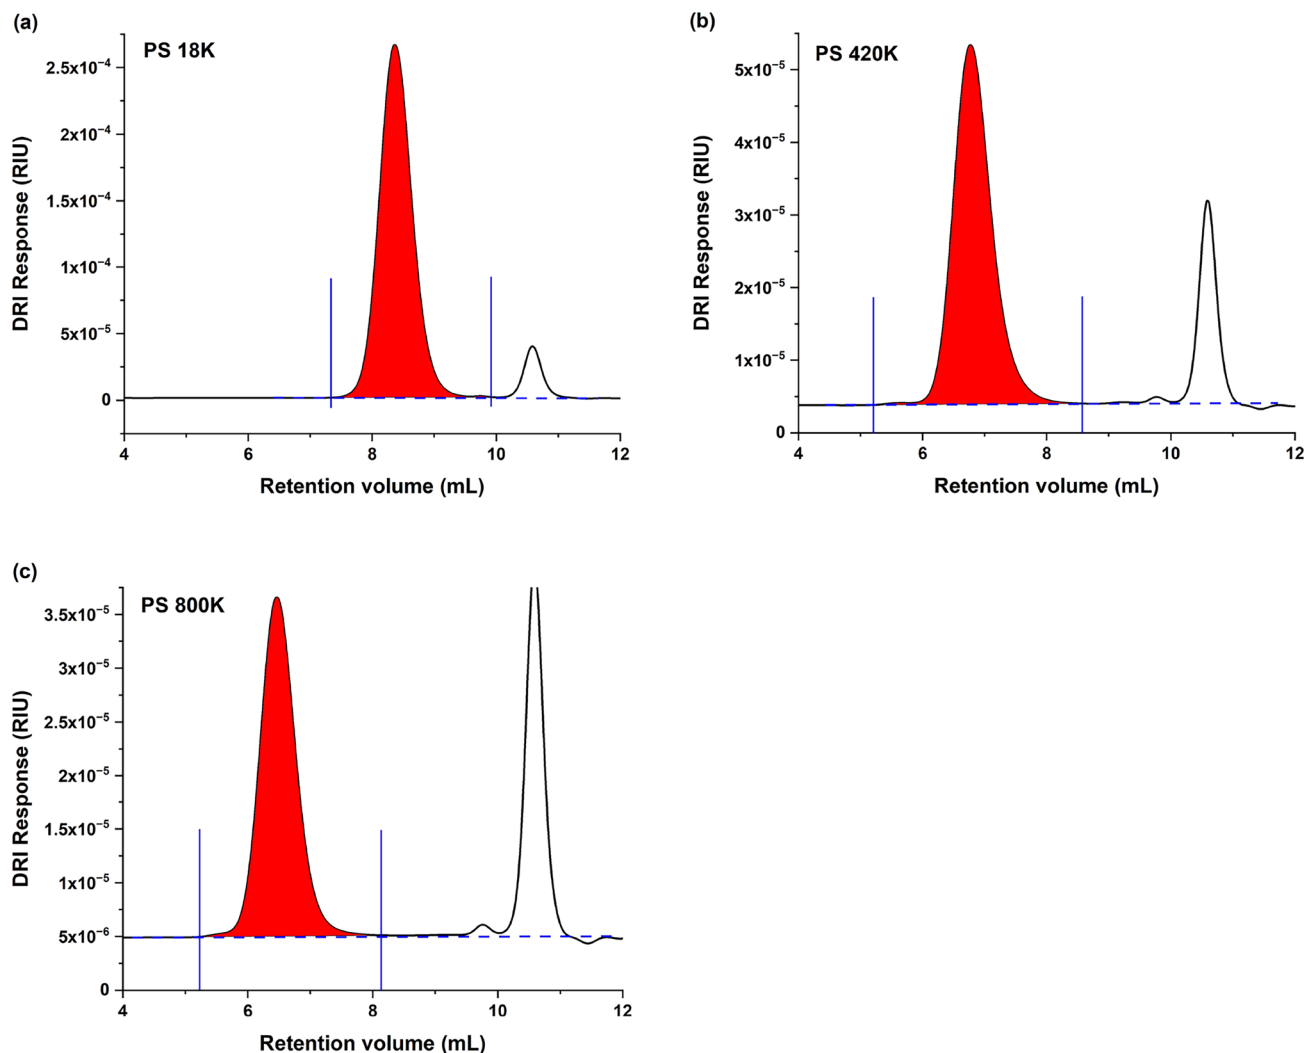 (a)
PS 18K
DRI Response (RIU)
2.5x10⁻⁴
2x10⁻⁴
1.5x10⁻⁴
1x10⁻⁴
5x10⁻⁵
0
4 6 8 10 12
Retention volume (mL)
(b)
PS 420K
DRI Response (RIU)
5x10⁻⁵
4x10⁻⁵
3x10⁻⁵
2x10⁻⁵
1x10⁻⁵
0
4 6 8 10 12
Retention volume (mL)
(c)
PS 800K
DRI Response (RIU)
3.5x10⁻⁵
3x10⁻⁵
2.5x10⁻⁵
2x10⁻⁵
1.5x10⁻⁵
1x10⁻⁵
5x10⁻⁶
0
4 6 8 10 12
Retention volume (mL)